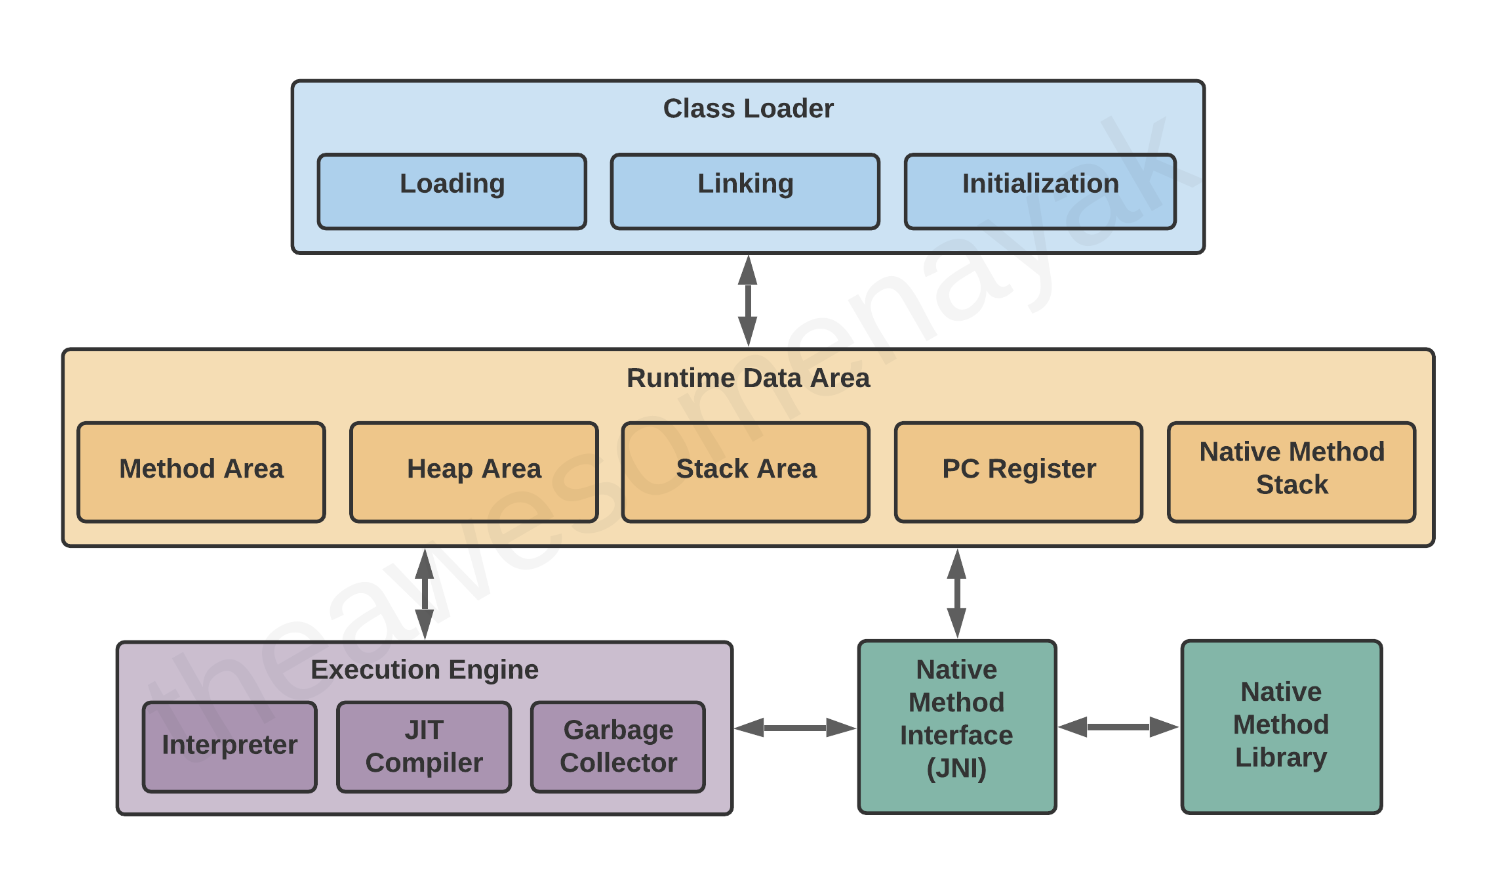 Class Loader
Loading
Linking
Initialization
Runtime Data Area
Method Area
Heap Area
Stack Area
PC Register
Native Method
Stack
Execution Engine
Interpreter
JIT
Compiler
Garbage
Collector
Native
Method
Interface
(JNI)
Native
Method
Library
theawesomenayak